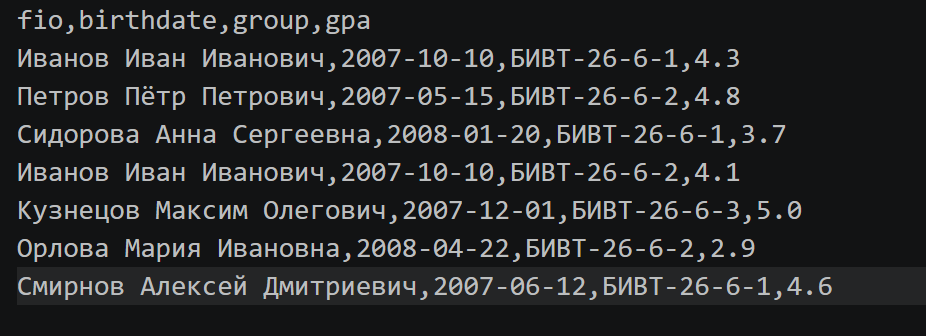 fio,birthdate,group,gpa
Иванов Иван Иванович,2007-10-10,БИВТ-26-6-1,4.3
Петров Пётр Петрович,2007-05-15,БИВТ-26-6-2,4.8
Сидорова Анна Сергеевна,2008-01-20,БИВТ-26-6-1,3.7
Иванов Иван Иванович,2007-10-10,БИВТ-26-6-2,4.1
Кузнецов Максим Олегович,2007-12-01,БИВТ-26-6-3,5.0
Орлова Мария Ивановна,2008-04-22,БИВТ-26-6-2,2.9
Смирнов Алексей Дмитриевич,2007-06-12,БИВТ-26-6-1,4.6